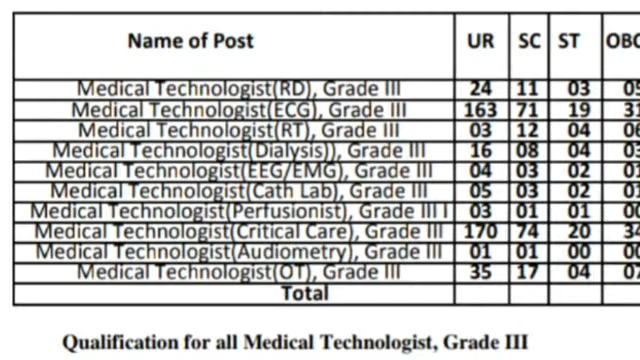 Name of Post UR SC ST OBC
Medical Technologist(RD), Grade III 24 11 03
Medical Technologist(ECG), Grade III 163 71 19
Medical Technologist(RT), Grade III 03 12 04
Medical Technologist(Dialysis)), Grade III 16 08 04
Medical Technologist(EEG/EMG), Grade III 04 03 02
Medical Technologist(Cath Lab), Grade III 05 03 02
Medical Technologist(Perfusionist), Grade III I 03 01 01
Medical Technologist(Critical Care), Grade III 170 74 20
Medical Technologist(Audiometry), Grade III 01 01 00
Medical Technologist(OT), Grade III 35 17 04
Total
Qualification for all Medical Technologist, Grade III